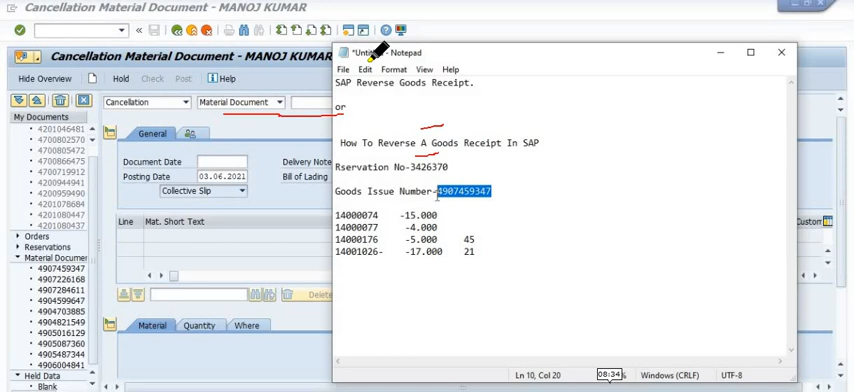 Cancellation Material Document - MANOJ KUMAR
Cancellation Material Document - MANOJ KUMAR
Hide Overview Hold Check Post Help
Cancellation Material Document
My Documents
4201046481
4700802570
4700866475
4700719912
4200944941
4200959490
4201078684
4201080447
4201080437
Orders
Reservations
Material Document
4907459347
4907226168
4907284611
4904599647
4904703885
4904821549
4905016129
4905087360
4905487344
4906004841
Held Data
Blank
General
Document Date Delivery Note
Posting Date 03.06.2021 Bill of Lading
Collective Slip
Line Mat. Short Text
Custom
Delete
Material Quantity Where
- Notepad
File Edit Format View Help
SAP Reverse Goods Receipt.
or
How To Reverse A Goods Receipt In SAP
Rservation No-3426370
Goods Issue Number-4907459347
14000074 -15.000
14000077 -4.000
14000176 -5.000 45
14001026- -17.000 21
Ln 10, Col 20 08:34 % Windows (CRLF) UTF-8